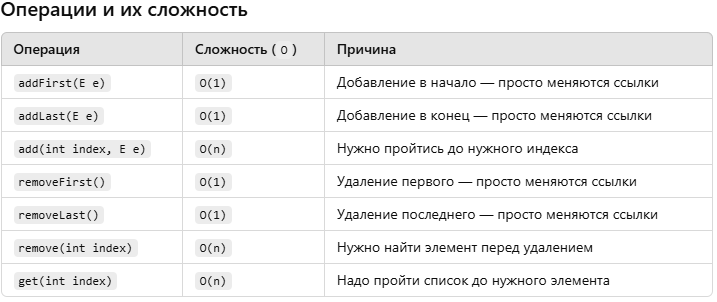 Операции и их сложность
Операция Сложность ( O ) Причина
addFirst(E e) O(1) Добавление в начало — просто меняются ссылки
addLast(E e) O(1) Добавление в конец — просто меняются ссылки
add(int index, E e) O(n) Нужно пройтись до нужного индекса
removeFirst() O(1) Удаление первого — просто меняются ссылки
removeLast() O(1) Удаление последнего — просто меняются ссылки
remove(int index) O(n) Нужно найти элемент перед удалением
get(int index) O(n) Надо пройти список до нужного элемента